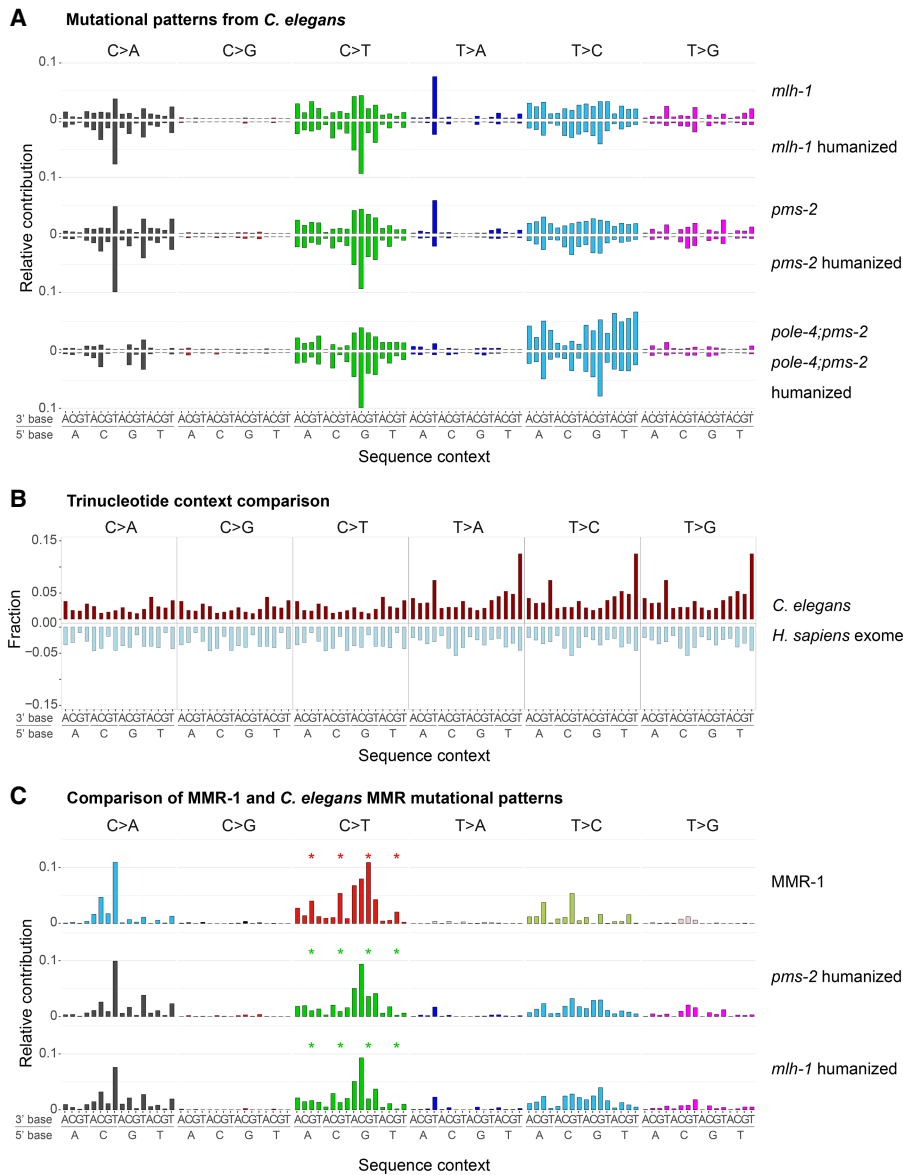 A Mutational patterns from C. elegans
C>A C>G C>T T>A T>C T>G
0.1
mlh-1
0
mlh-1 humanized
0.1
pms-2
0
pms-2 humanized
0.1
pole-4;pms-2
0
pole-4;pms-2
humanized
0.1
Relative contribution
3' base ACGTACGTACGTACGT ACGTACGTACGTACGT ACGTACGTACGTACGT ACGTACGTACGTACGT ACGTACGTACGTACGT ACGTACGTACGTACGT
5' base A C G T A C G T A C G T A C G T A C G T A C G T
Sequence context
B Trinucleotide context comparison
C>A C>G C>T T>A T>C T>G
0.15
0.05
C. elegans
0.00
H. sapiens exome
−0.05
−0.15
Fraction
3' base ACGTACGTACGTACGT ACGTACGTACGTACGT ACGTACGTACGTACGT ACGTACGTACGTACGT ACGTACGTACGTACGT ACGTACGTACGTACGT
5' base A C G T A C G T A C G T A C G T A C G T A C G T
Sequence context
C Comparison of MMR-1 and C. elegans MMR mutational patterns
C>A C>G C>T T>A T>C T>G
* * * *
0.1
MMR-1
0
* * * *
0.1
pms-2 humanized
0
* * * *
0.1
mlh-1 humanized
0
Relative contribution
3' base ACGTACGTACGTACGT ACGTACGTACGTACGT ACGTACGTACGTACGT ACGTACGTACGTACGT ACGTACGTACGTACGT ACGTACGTACGTACGT
5' base A C G T A C G T A C G T A C G T A C G T A C G T
Sequence context